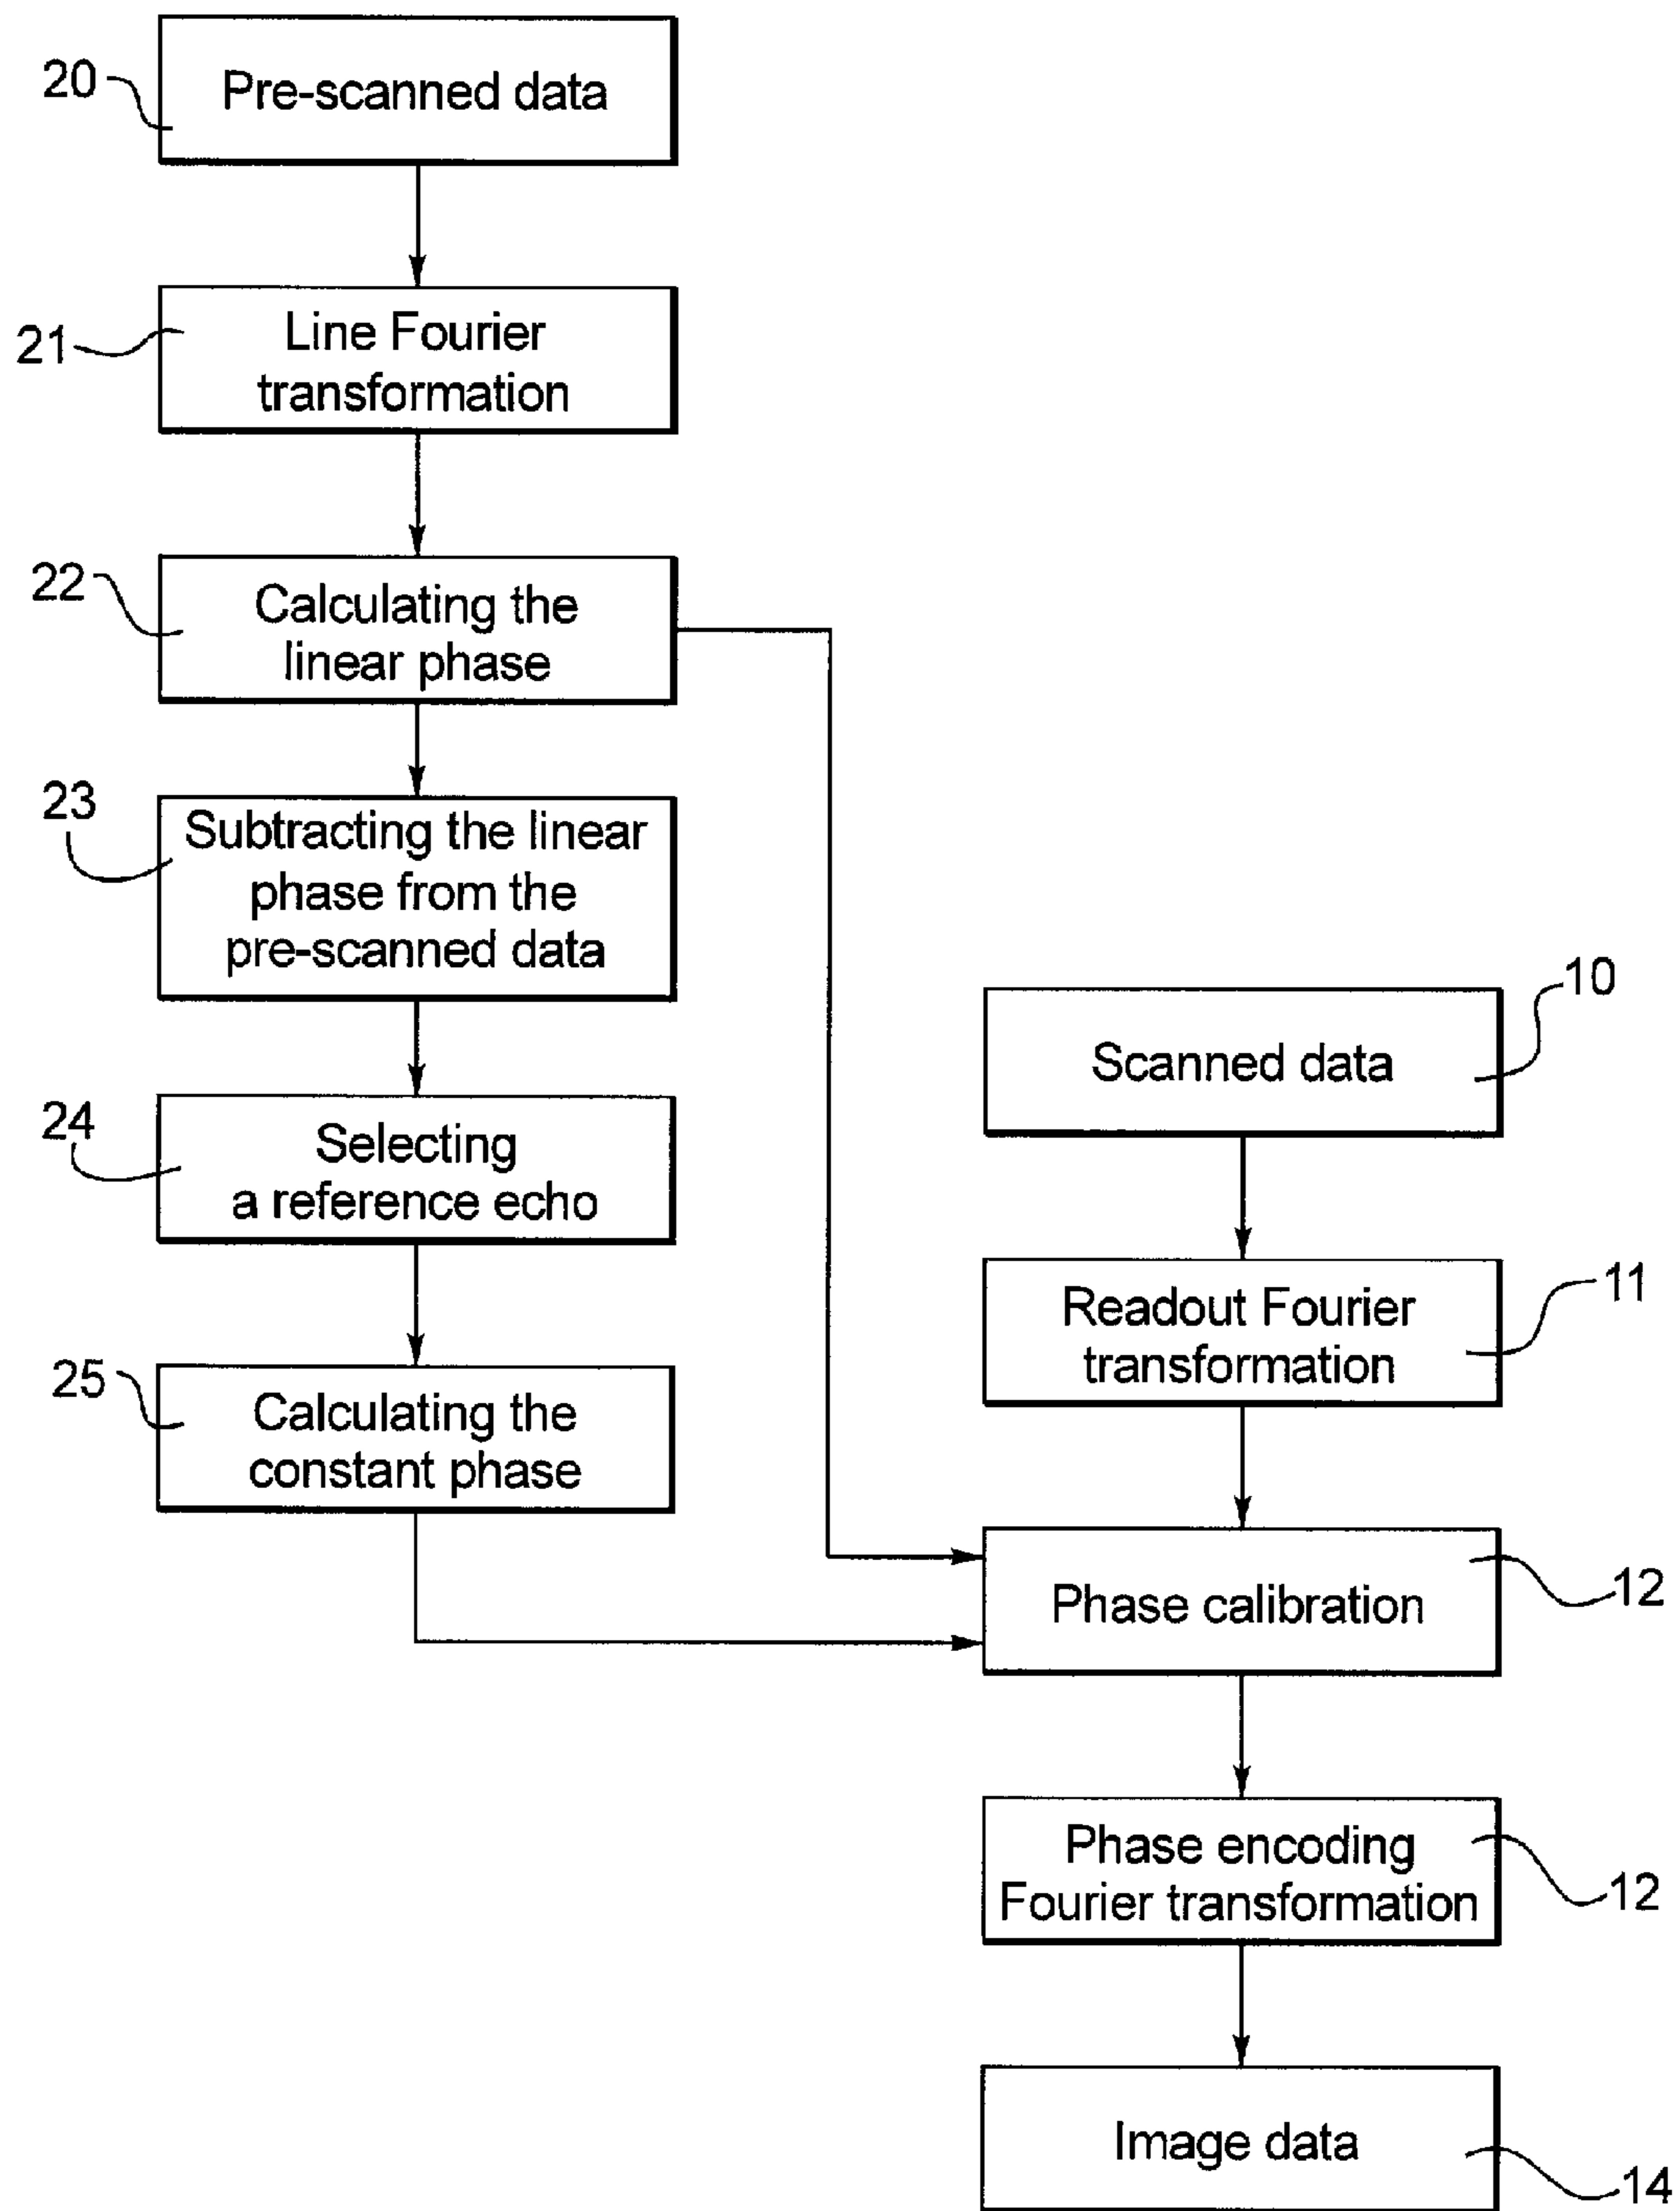 20
Pre-scanned data
21
Line Fourier
transformation
22
Calculating the
linear phase
23
Subtracting the linear
phase from the
pre-scanned data
24
Selecting
a reference echo
25
Calculating the
constant phase
10
Scanned data
11
Readout Fourier
transformation
12
Phase calibration
12
Phase encoding
Fourier transformation
Image data
14